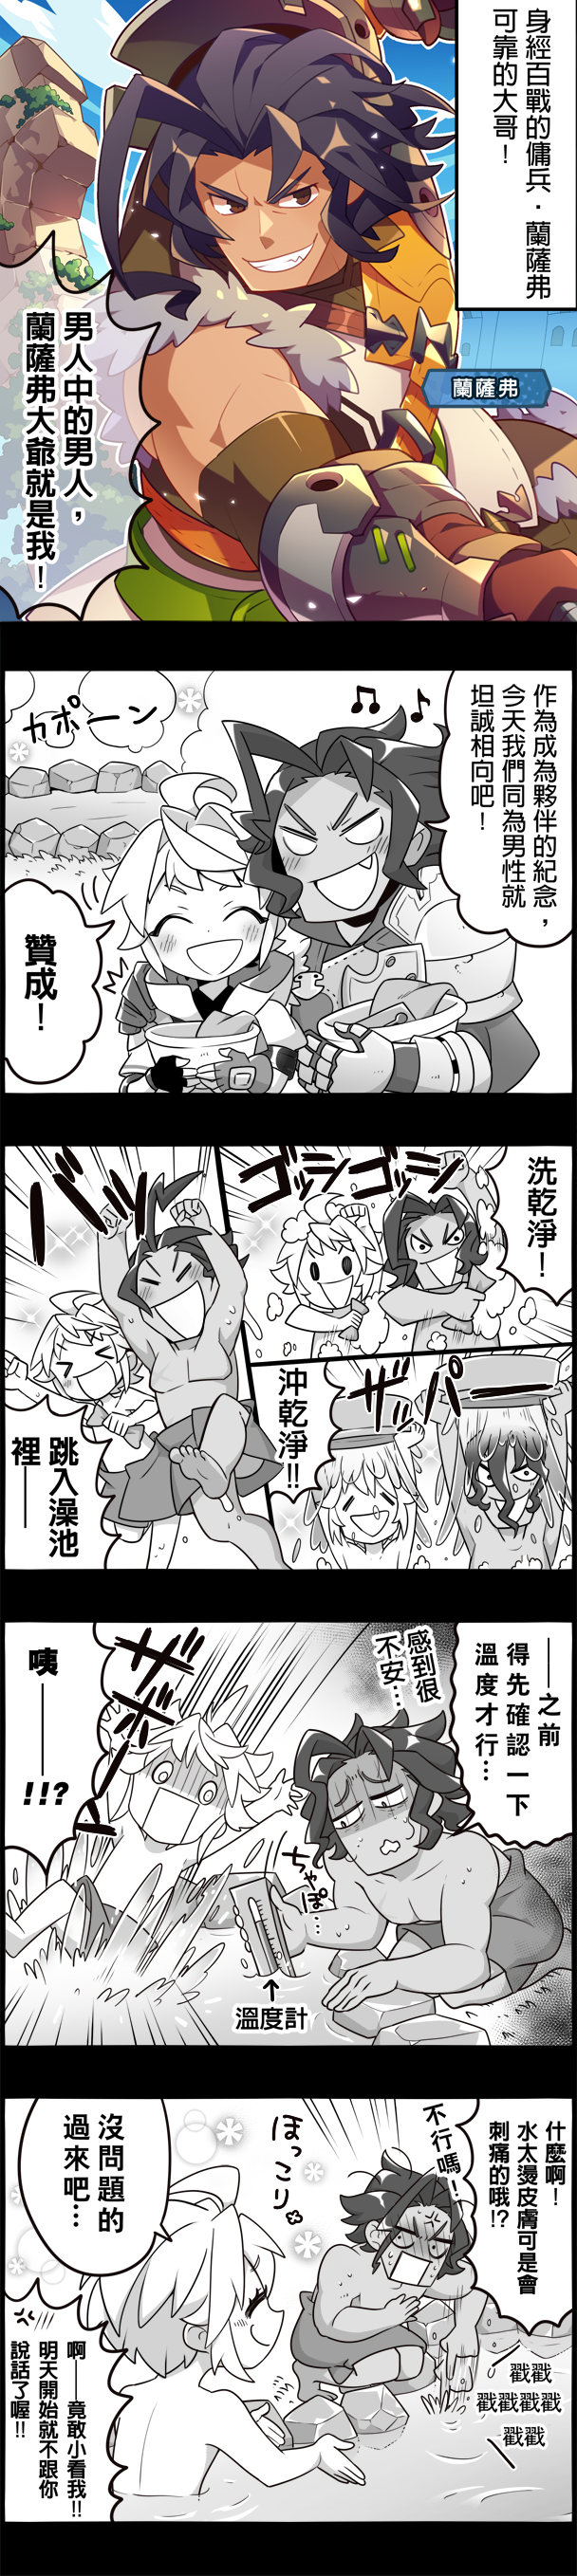 身經百戰的傭兵．蘭薩弗
可靠的大哥！
蘭薩弗
男人中的男人，
蘭薩弗大爺就是我！
作為成為夥伴的紀念，
今天我們同為男性就
坦誠相向吧！
カポーン
贊成！
洗乾淨！
ゴッシゴッシ
沖乾淨!!
ザッパー
バッ
跳入澡池
裡——
——之前
得先確認一下
溫度才行…
感到很
不安…
ちゃぽ…
溫度計
ザザー
咦——!!?
什麼啊！
水太燙皮膚可是會
刺痛的哦!?
不行嗎！
戳戳
戳戳戳戳
戳戳
ほっこり
沒問題的
過來吧…
啊——竟敢小看我!!
明天開始就不跟你
說話了喔!!